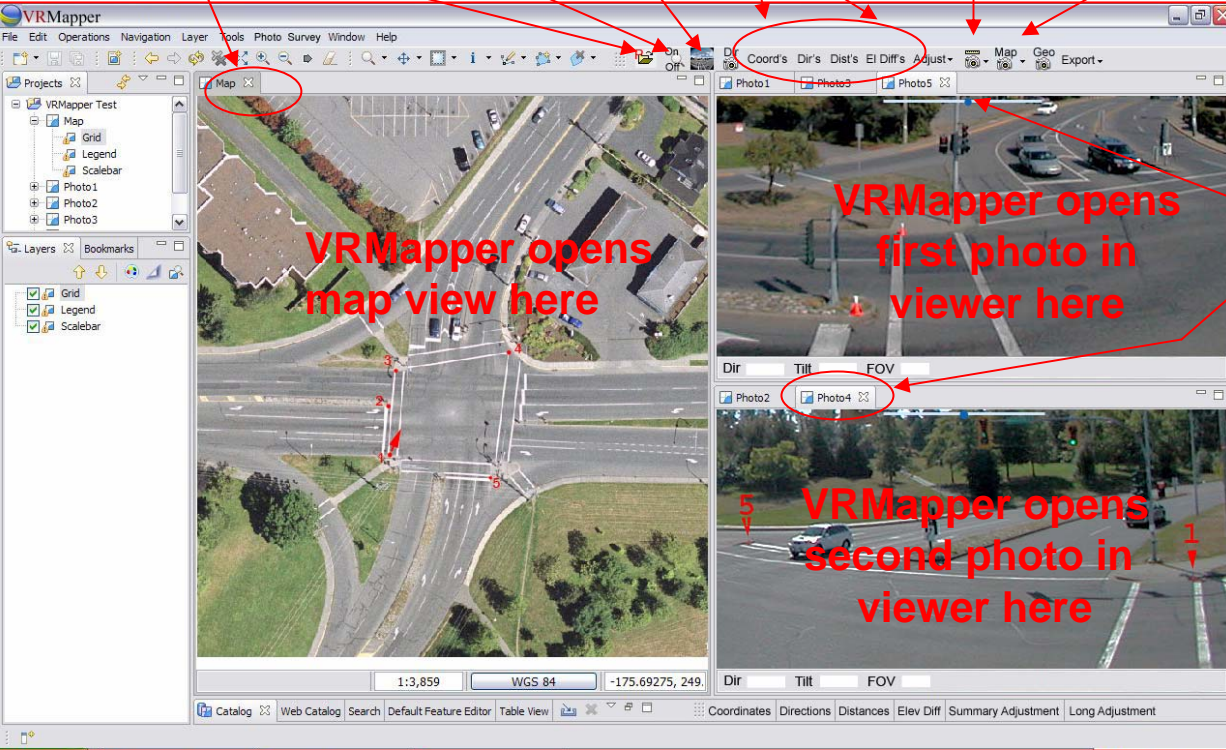 VRMapper
File Edit Operations Navigation Layer Tools Photo Survey Window Help
On
Off
Dir
Coord's Dir's Dist's El Diff's Adjust
Map
Geo
Export
Projects
Map
Photo1
Photo3
Photo5
VRMapper Test
Map
Grid
Legend
Scalebar
Photo1
Photo2
Photo3
Layers
Bookmarks
Grid
Legend
Scalebar
VRMapper opens
map view here
3
4
2
1
5
VRMapper opens
first photo in
viewer here
Dir Tilt FOV
Photo2
Photo4
5
1
VRMapper opens
second photo in
viewer here
Dir Tilt FOV
1:3,859
WGS 84
-175.69275, 249.
Catalog Web Catalog Search Default Feature Editor Table View
Coordinates Directions Distances Elev Diff Summary Adjustment Long Adjustment